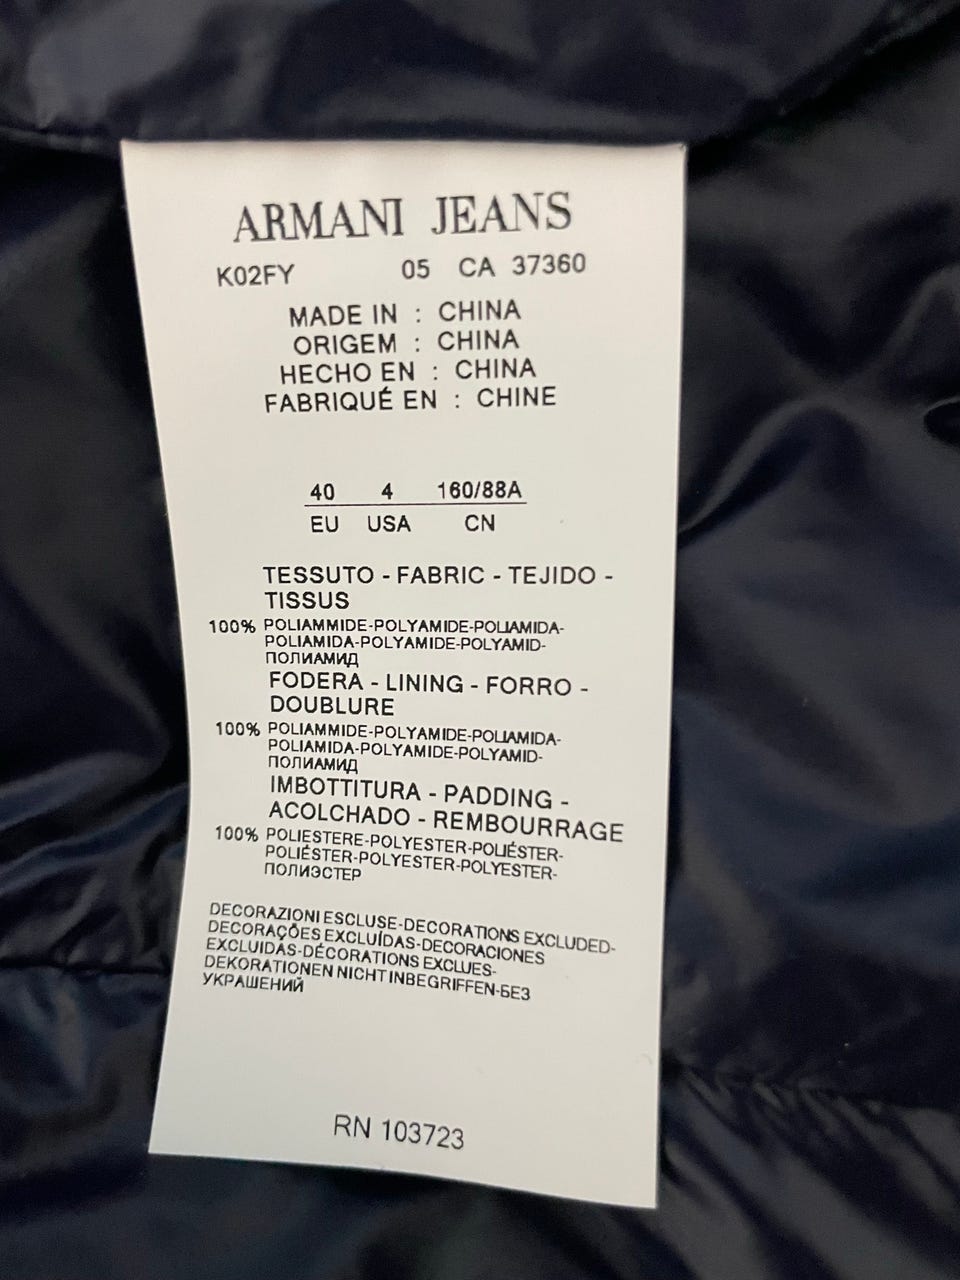 ARMANI JEANS
K02FY 05 CA 37360
MADE IN : CHINA
ORIGEM : CHINA
HECHO EN : CHINA
FABRIQUÉ EN : CHINE
40 4 160/88A
EU USA CN
TESSUTO - FABRIC - TEJIDO -
TISSUS
100% POLIAMMIDE-POLYAMIDE-POLIAMIDA-
POLIAMIDA-POLYAMIDE-POLYAMID-
ПОЛИАМИД
FODERA - LINING - FORRO -
DOUBLURE
100% POLIAMMIDE-POLYAMIDE-POLIAMIDA-
POLIAMIDA-POLYAMIDE-POLYAMID-
ПОЛИАМИД
IMBOTTITURA - PADDING -
ACOLCHADO - REMBOURRAGE
100% POLIESTERE-POLYESTER-POLIÉSTER-
POLIÉSTER-POLYESTER-POLYESTER-
ПОЛИЭСТЕР
DECORAZIONI ESCLUSE-DECORATIONS EXCLUDED-
DECORAÇÕES EXCLUÍDAS-DECORACIONES
EXCLUIDAS-DÉCORATIONS EXCLUES-
DEKORATIONEN NICHT INBEGRIFFEN-БЕЗ
УКРАШЕНИЙ
RN 103723